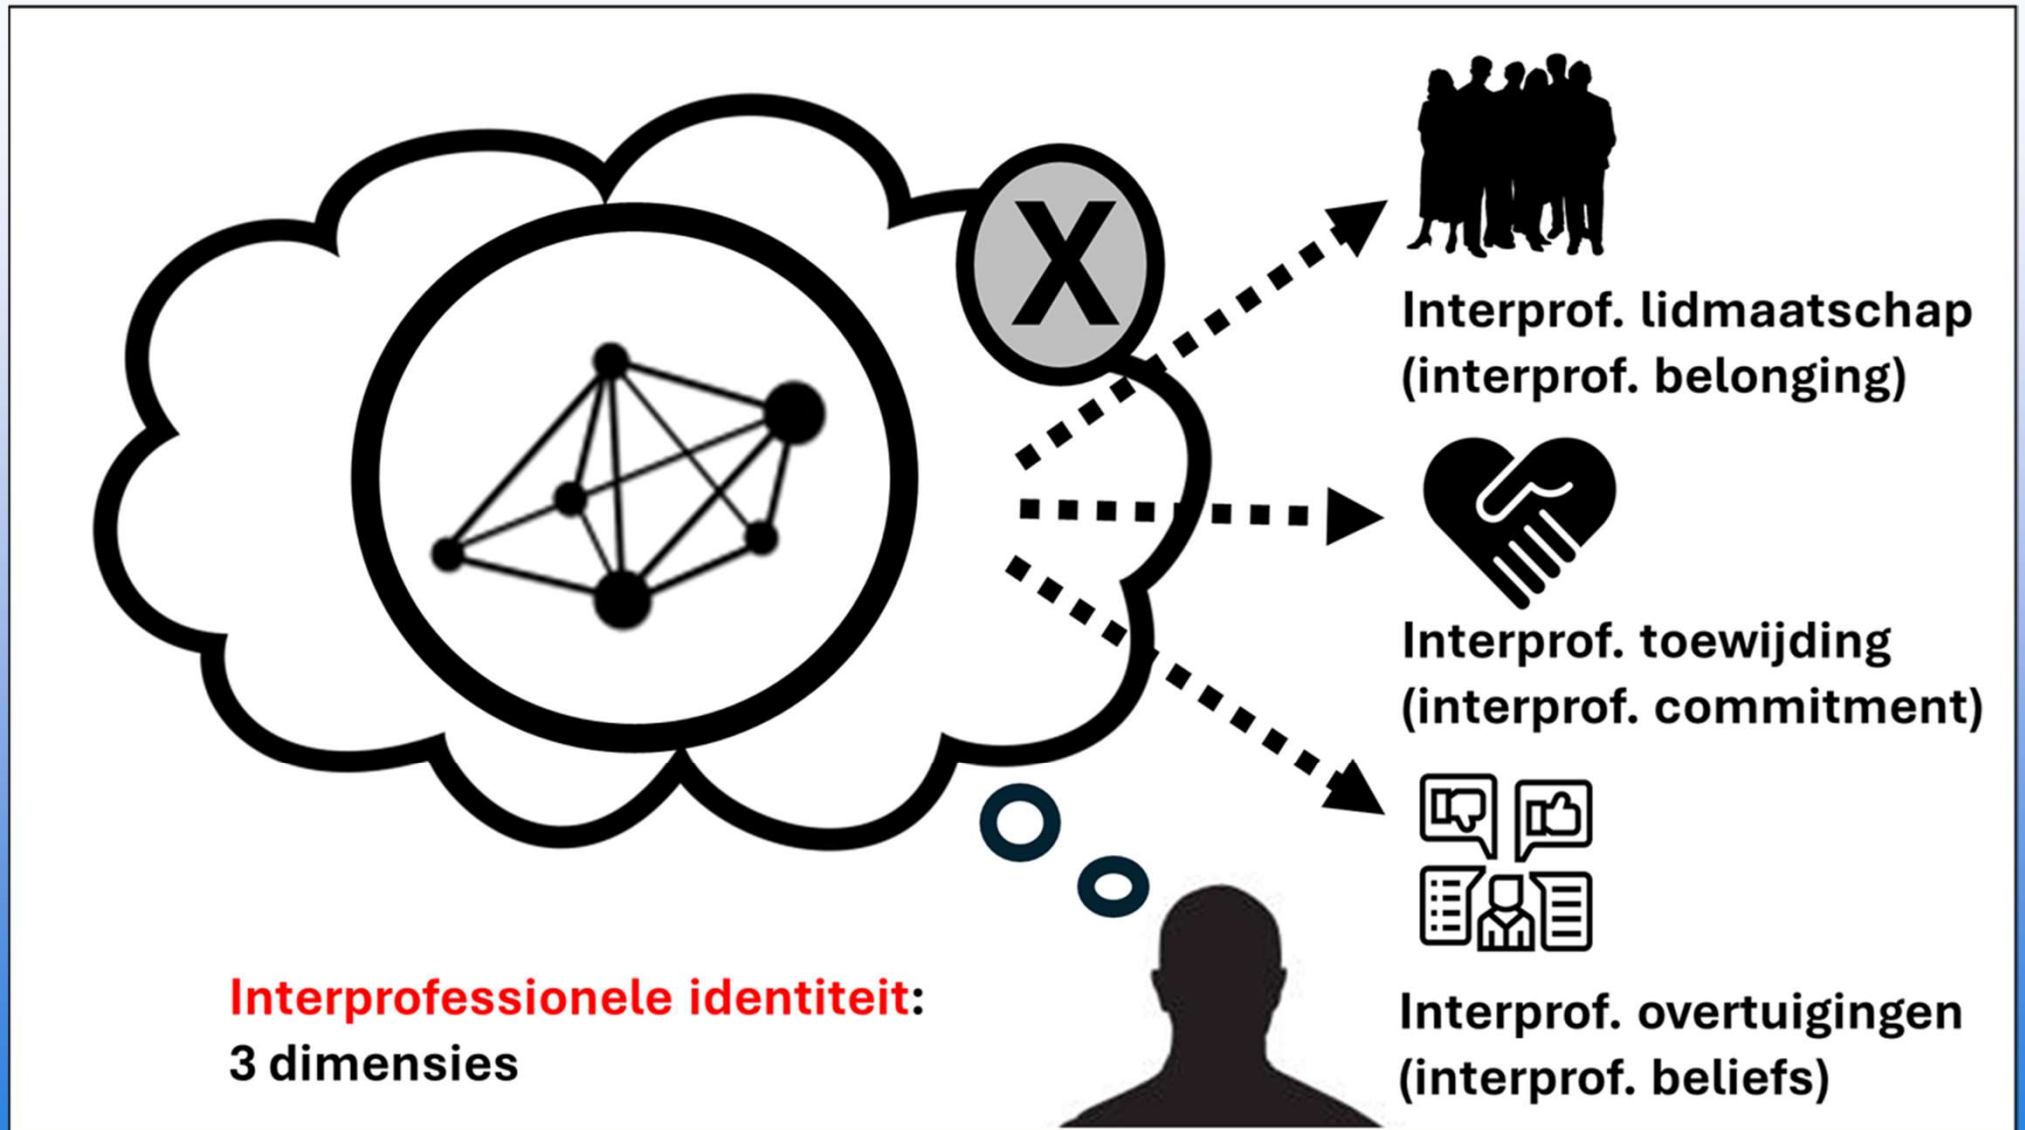 X
Interprof. lidmaatschap
(interprof. belonging)
Interprof. toewijding
(interprof. commitment)
Interprof. overtuigingen
(interprof. beliefs)
Interprofessionele identiteit:
3 dimensies